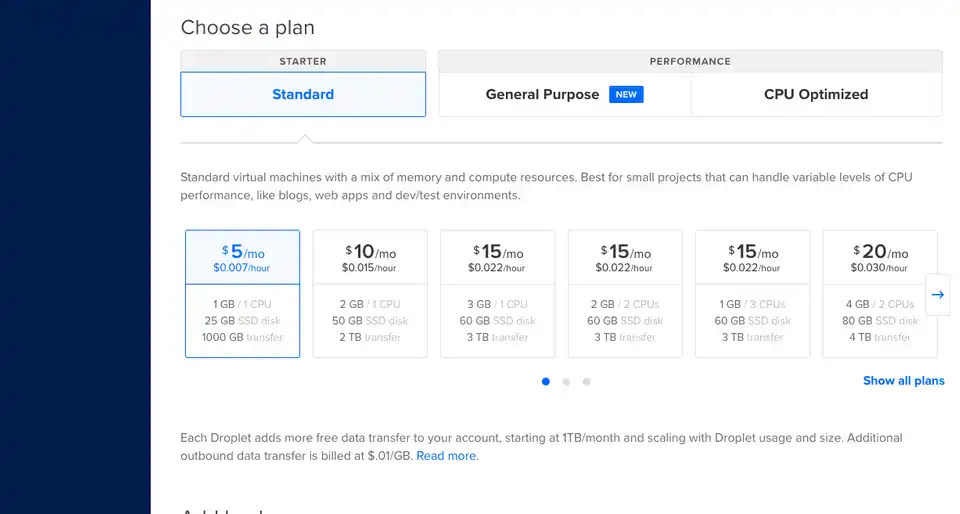 Choose a plan
STARTER
PERFORMANCE
Standard
General Purpose NEW
CPU Optimized
Standard virtual machines with a mix of memory and compute resources. Best for small projects that can handle variable levels of CPU
performance, like blogs, web apps and dev/test environments.
$5/mo
$0.007/hour
1 GB / 1 CPU
25 GB SSD disk
1000 GB transfer
$10/mo
$0.015/hour
2 GB / 1 CPU
50 GB SSD disk
2 TB transfer
$15/mo
$0.022/hour
3 GB / 1 CPU
60 GB SSD disk
3 TB transfer
$15/mo
$0.022/hour
2 GB / 2 CPUs
60 GB SSD disk
3 TB transfer
$15/mo
$0.022/hour
1 GB / 3 CPUs
60 GB SSD disk
3 TB transfer
$20/mo
$0.030/hour
4 GB / 2 CPUs
80 GB SSD disk
4 TB transfer
Show all plans
Each Droplet adds more free data transfer to your account, starting at 1TB/month and scaling with Droplet usage and size. Additional
outbound data transfer is billed at $.01/GB. Read more.